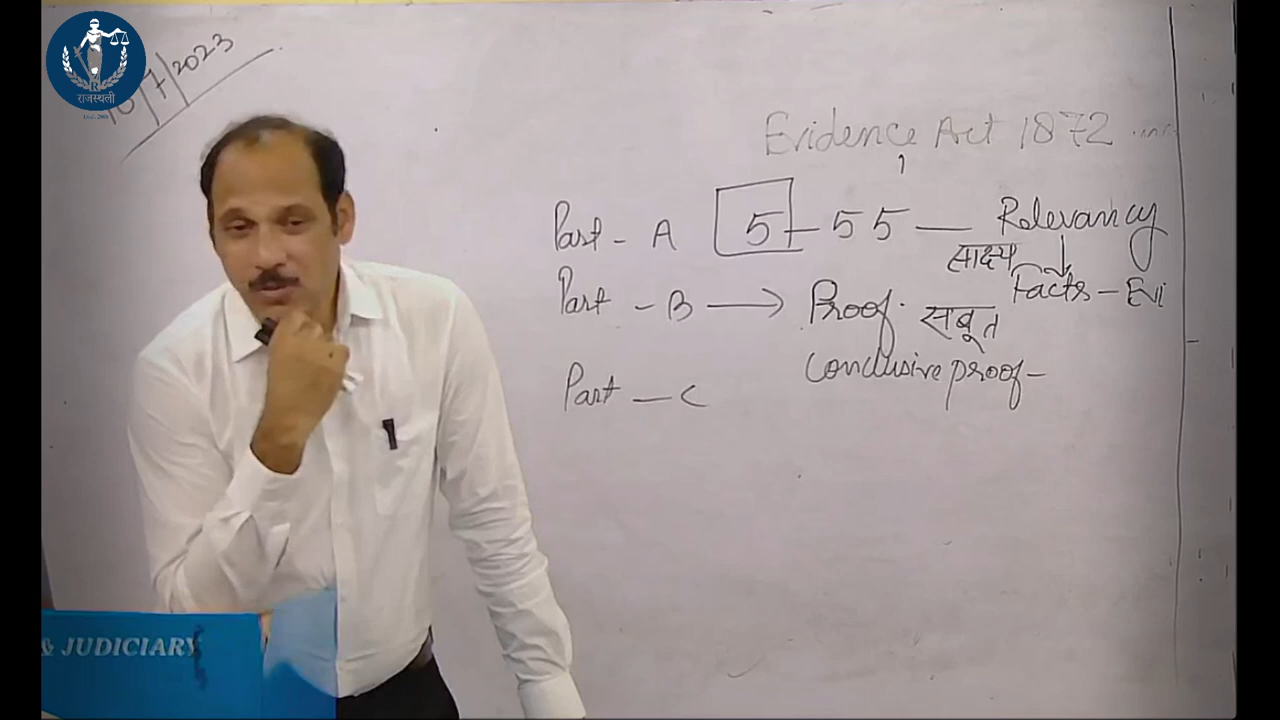 राजस्थली
10/7/2023
Evidence Act 1872
Part - A 5 - 55 — Relevancy
साक्ष्य Facts - Evi
Part - B → Proof. सबूत
Conclusive proof -
Part - C
& JUDICIARY